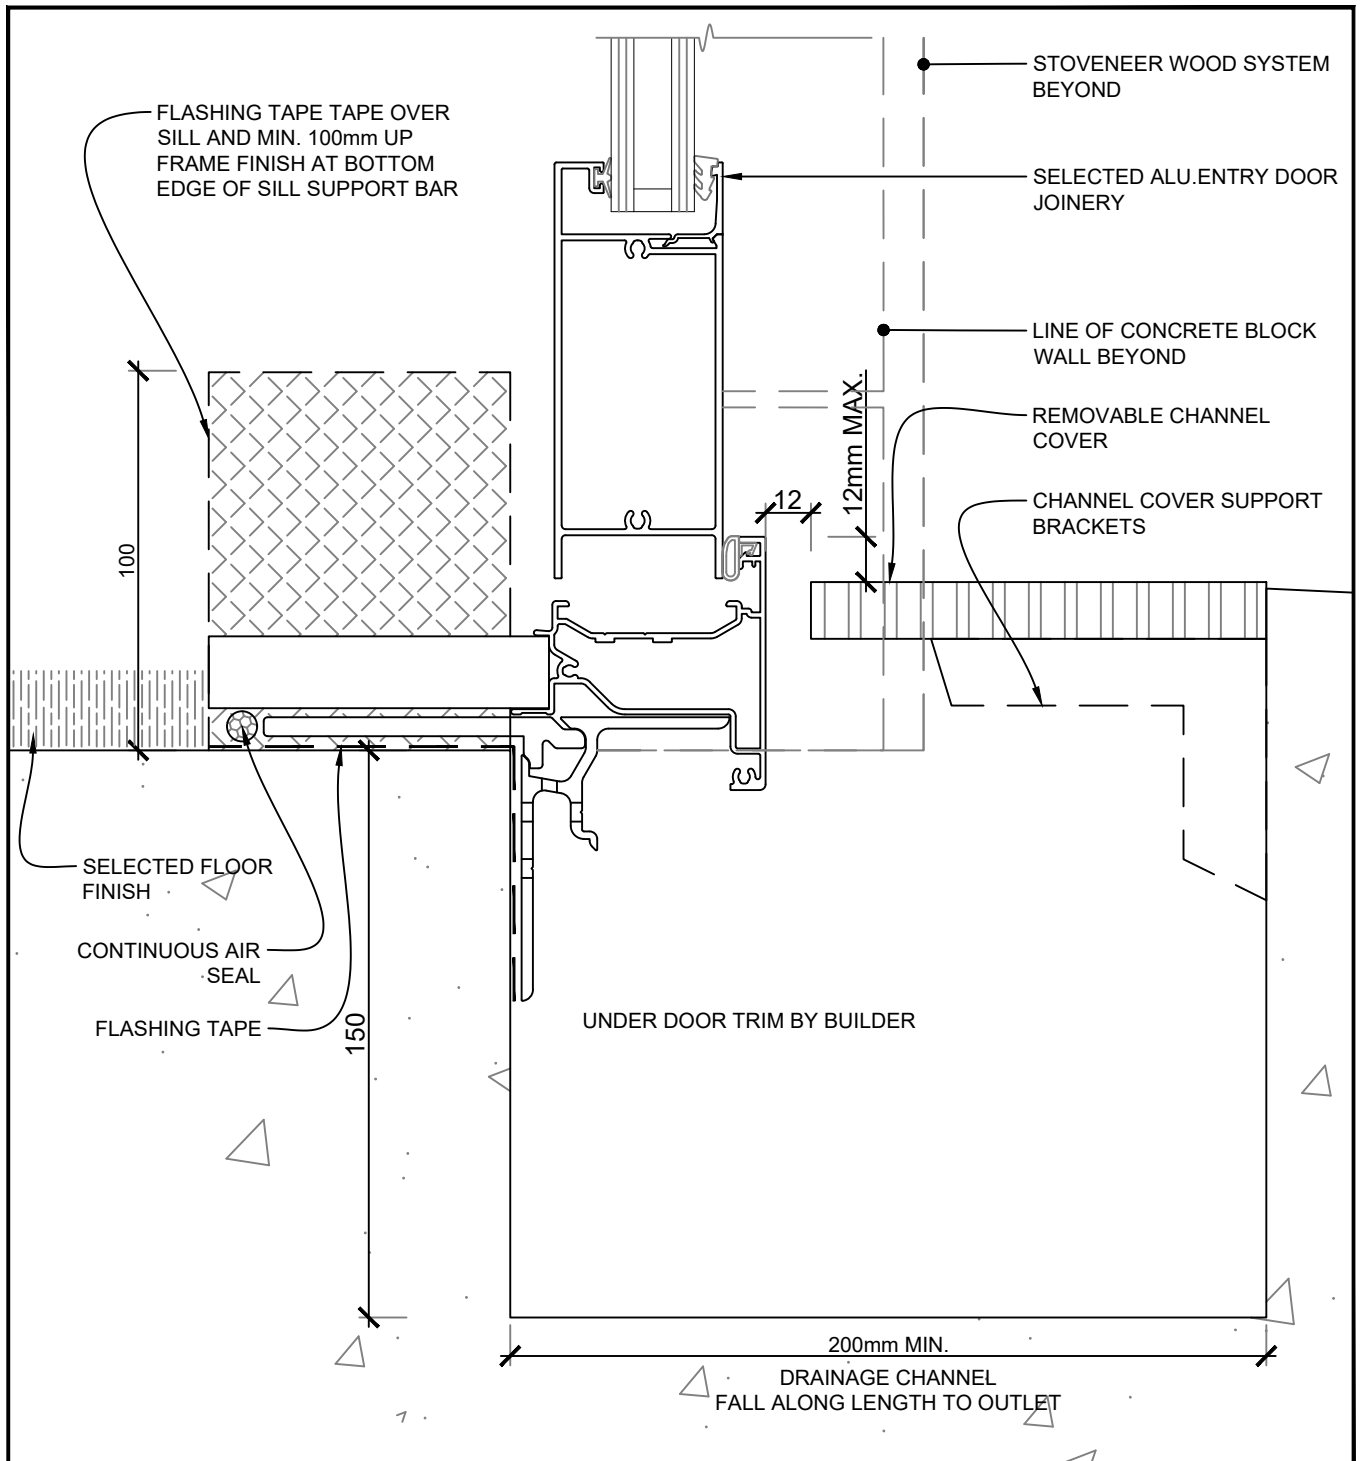 STOVENEER WOOD SYSTEM
BEYOND
FLASHING TAPE TAPE OVER
SILL AND MIN. 100mm UP
FRAME FINISH AT BOTTOM
EDGE OF SILL SUPPORT BAR
SELECTED ALU.ENTRY DOOR
JOINERY
LINE OF CONCRETE BLOCK
WALL BEYOND
REMOVABLE CHANNEL
COVER
12mm MAX.
12
CHANNEL COVER SUPPORT
BRACKETS
100
SELECTED FLOOR
FINISH
CONTINUOUS AIR
SEAL
FLASHING TAPE
150
UNDER DOOR TRIM BY BUILDER
200mm MIN.
DRAINAGE CHANNEL
FALL ALONG LENGTH TO OUTLET